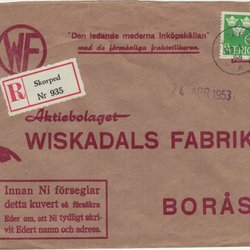 WF
"Den ledande moderna inköpskällan"
med de förmånliga fraktvillkoren.
SVERIGE
R
Skorped
Nr 935
24 APR 1953
Aktiebolaget
WISKADALS FABRIK
BORÅS
Innan Ni förseglar
detta kuvert så försäkra
Eder om, att Ni tydligt skri-
vit Edert namn och adress.